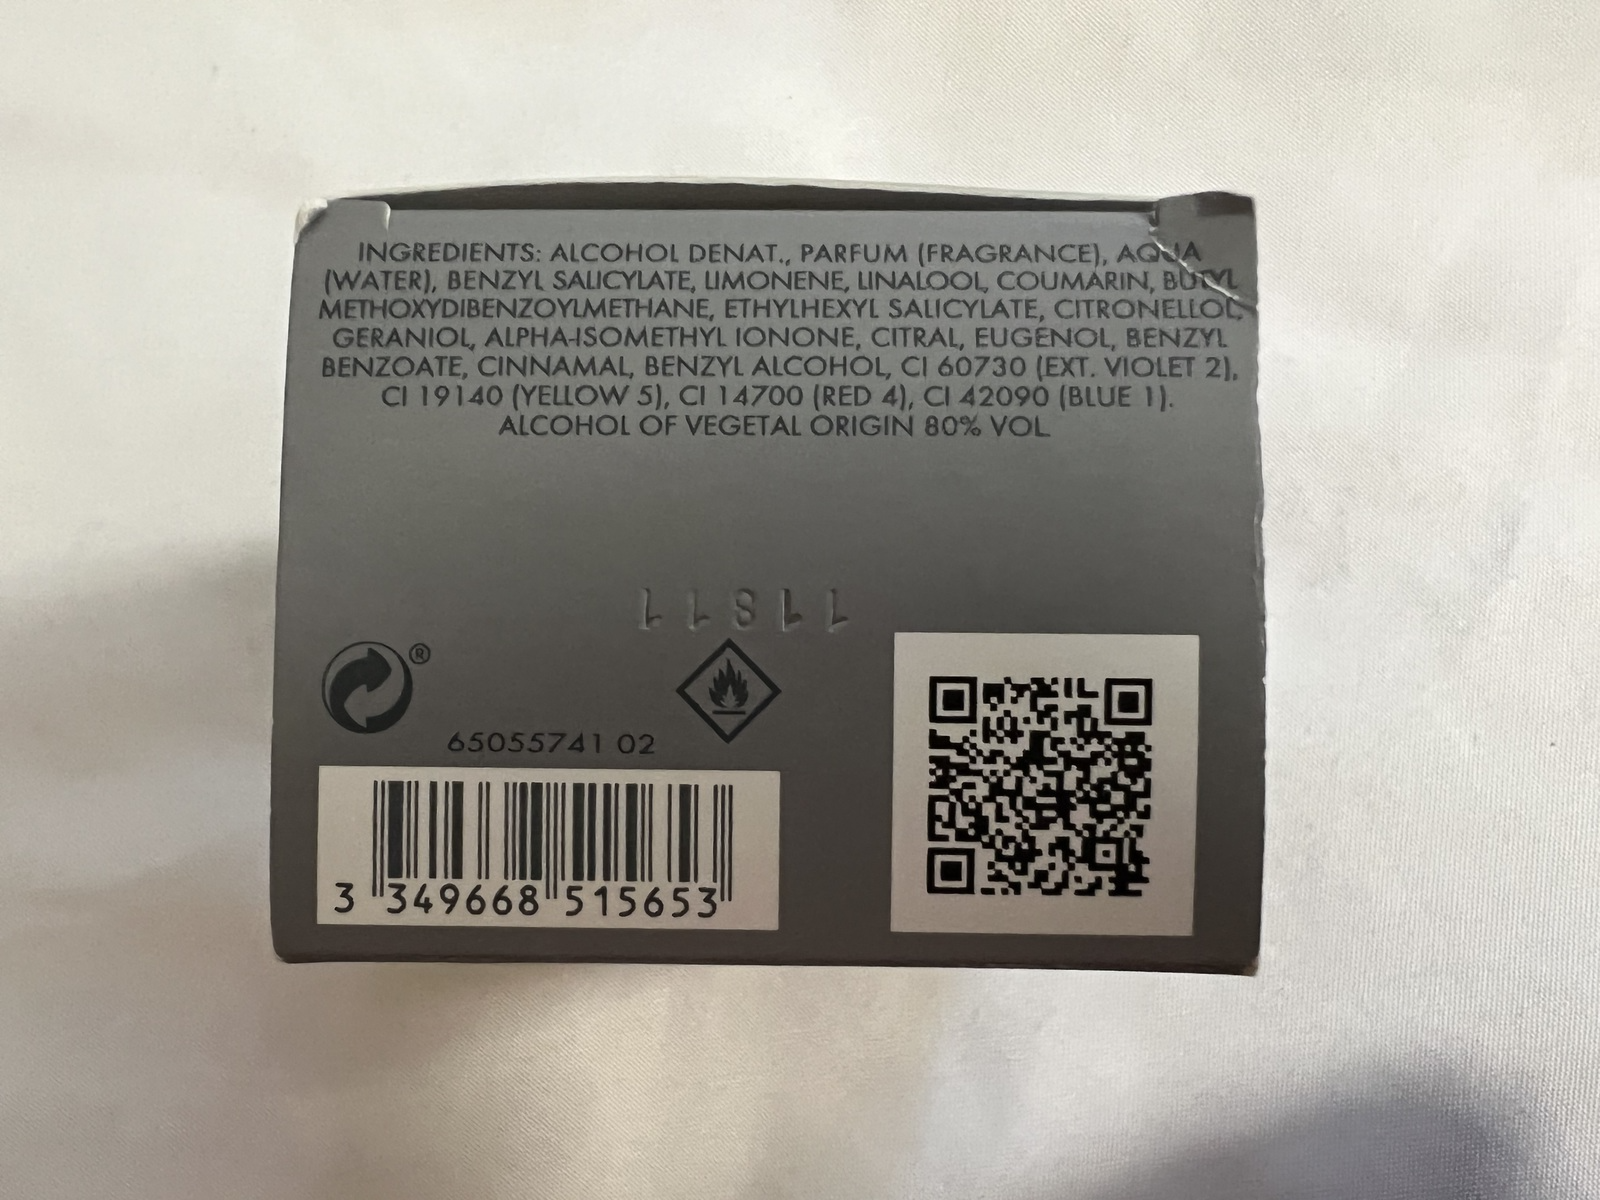 INGREDIENTS: ALCOHOL DENAT., PARFUM (FRAGRANCE), AQUA
(WATER), BENZYL SALICYLATE, LIMONENE, LINALOOL, COUMARIN, BUTYL
METHOXYDIBENZOYLMETHANE, ETHYLHEXYL SALICYLATE, CITRONELLOL,
GERANIOL, ALPHA-ISOMETHYL IONONE, CITRAL, EUGENOL, BENZYL
BENZOATE, CINNAMAL, BENZYL ALCOHOL, CI 60730 (EXT. VIOLET 2),
CI 19140 (YELLOW 5), CI 14700 (RED 4), CI 42090 (BLUE 1).
ALCOHOL OF VEGETAL ORIGIN 80% VOL
®
65055741 02
3 349668 515653